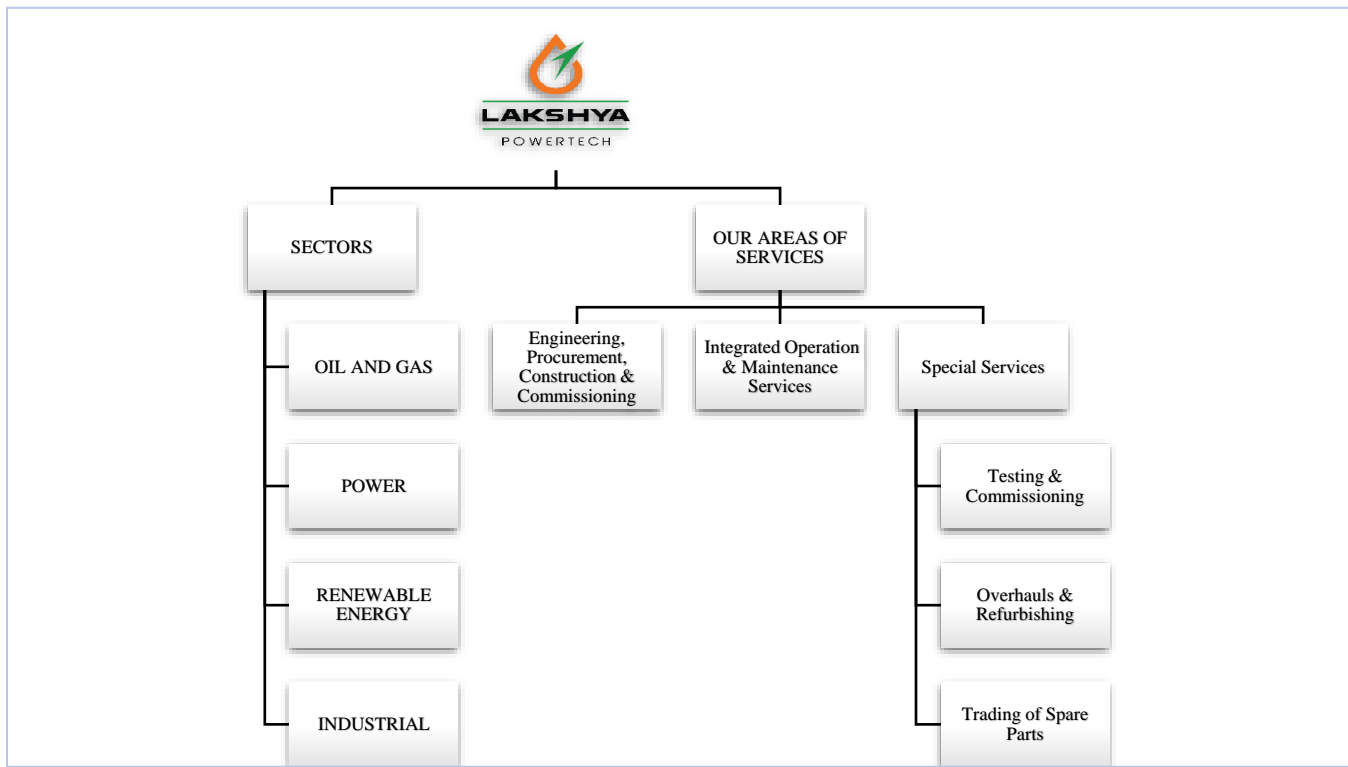 LAKSHYA
POWERTECH
SECTORS
OUR AREAS OF
SERVICES
OIL AND GAS
Engineering,
Procurement,
Construction &
Commissioning
Integrated Operation
& Maintenance
Services
Special Services
POWER
Testing &
Commissioning
RENEWABLE
ENERGY
Overhauls &
Refurbishing
INDUSTRIAL
Trading of Spare
Parts